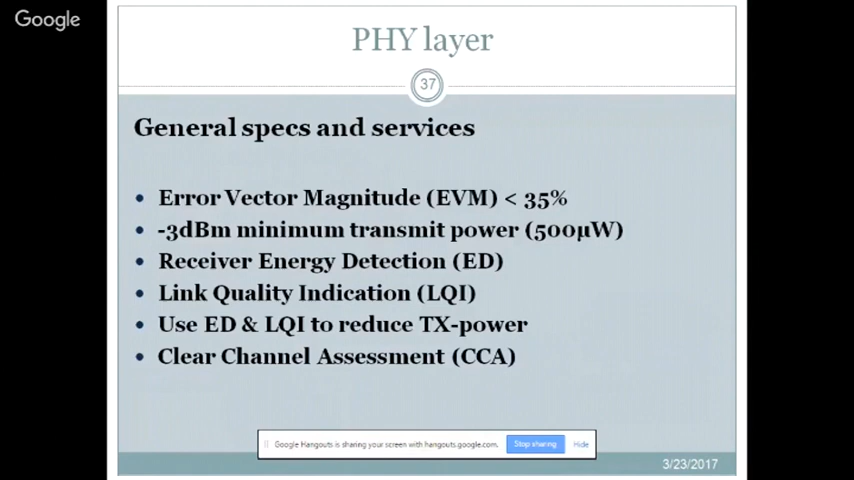 Google
PHY layer
37
General specs and services
• Error Vector Magnitude (EVM) < 35%
• -3dBm minimum transmit power (500µW)
• Receiver Energy Detection (ED)
• Link Quality Indication (LQI)
• Use ED & LQI to reduce TX-power
• Clear Channel Assessment (CCA)
Google Hangouts is sharing your screen with hangouts.google.com. Stop sharing Hide
3/23/2017